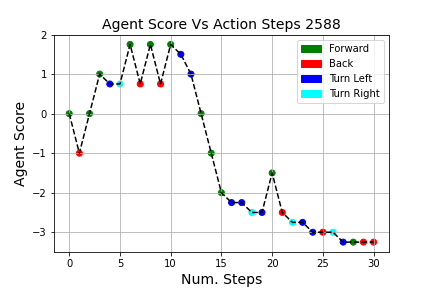 Agent Score Vs Action Steps 2588
Agent Score
2
1
0
−1
−2
−3
Forward
Back
Turn Left
Turn Right
0 5 10 15 20 25 30
Num. Steps